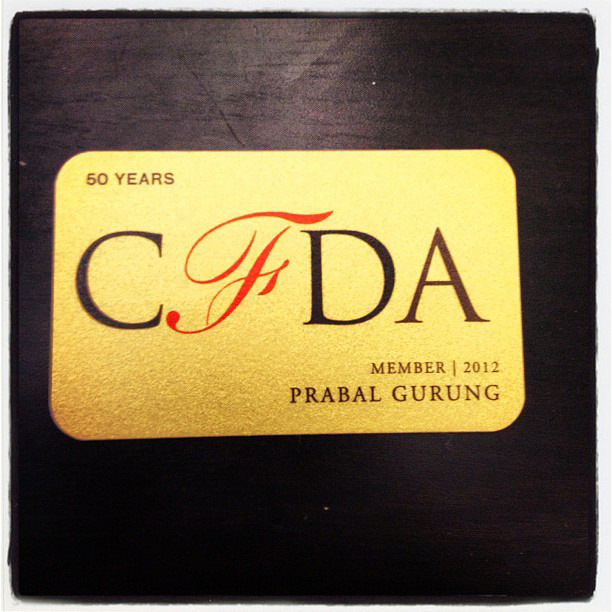 50 YEARS
CFDA
MEMBER | 2012
PRABAL GURUNG